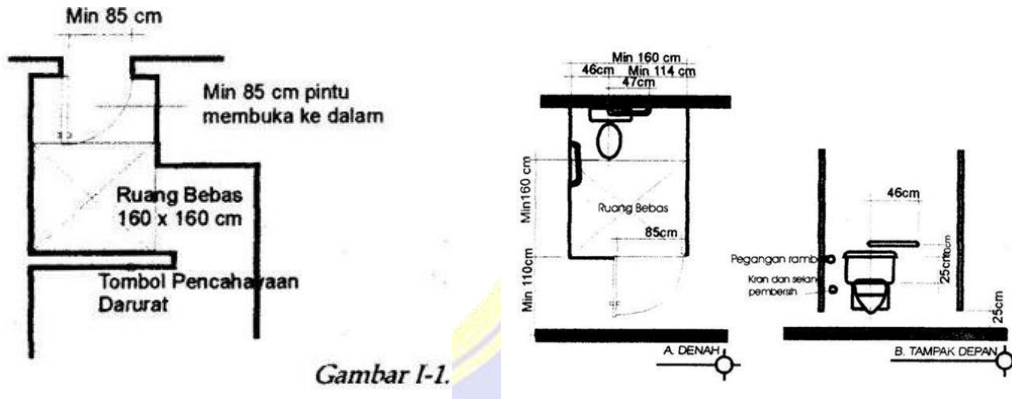 Min 85 cm
Min 85 cm pintu
membuka ke dalam
Ruang Bebas
160 x 160 cm
Tombol Pencahayaan
Darurat
Gambar I-1.
Min 160 cm
46cm Min 114 cm
47cm
Min160 cm
Ruang Bebas
85cm
Min 110cm
A. DENAH
46cm
Pegangan ramb
Kran dan selan
pembersih
25cm
25cm
B. TAMPAK DEPAN